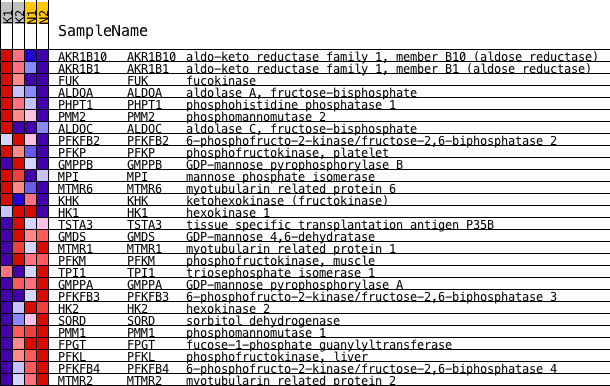 K1 K2 N1 N2
SampleName
AKR1B10 AKR1B10 aldo-keto reductase family 1, member B10 (aldose reductase)
AKR1B1 AKR1B1 aldo-keto reductase family 1, member B1 (aldose reductase)
FUK FUK fucokinase
ALDOA ALDOA aldolase A, fructose-bisphosphate
PHPT1 PHPT1 phosphohistidine phosphatase 1
PMM2 PMM2 phosphomannomutase 2
ALDOC ALDOC aldolase C, fructose-bisphosphate
PFKFB2 PFKFB2 6-phosphofructo-2-kinase/fructose-2,6-biphosphatase 2
PFKP PFKP phosphofructokinase, platelet
GMPPB GMPPB GDP-mannose pyrophosphorylase B
MPI MPI mannose phosphate isomerase
MTMR6 MTMR6 myotubularin related protein 6
KHK KHK ketohexokinase (fructokinase)
HK1 HK1 hexokinase 1
TSTA3 TSTA3 tissue specific transplantation antigen P35B
GMDS GMDS GDP-mannose 4,6-dehydratase
MTMR1 MTMR1 myotubularin related protein 1
PFKM PFKM phosphofructokinase, muscle
TPI1 TPI1 triosephosphate isomerase 1
GMPPA GMPPA GDP-mannose pyrophosphorylase A
PFKFB3 PFKFB3 6-phosphofructo-2-kinase/fructose-2,6-biphosphatase 3
HK2 HK2 hexokinase 2
SORD SORD sorbitol dehydrogenase
PMM1 PMM1 phosphomannomutase 1
FPGT FPGT fucose-1-phosphate guanylyltransferase
PFKL PFKL phosphofructokinase, liver
PFKFB4 PFKFB4 6-phosphofructo-2-kinase/fructose-2,6-biphosphatase 4
MTMR2 MTMR2 myotubularin related protein 2